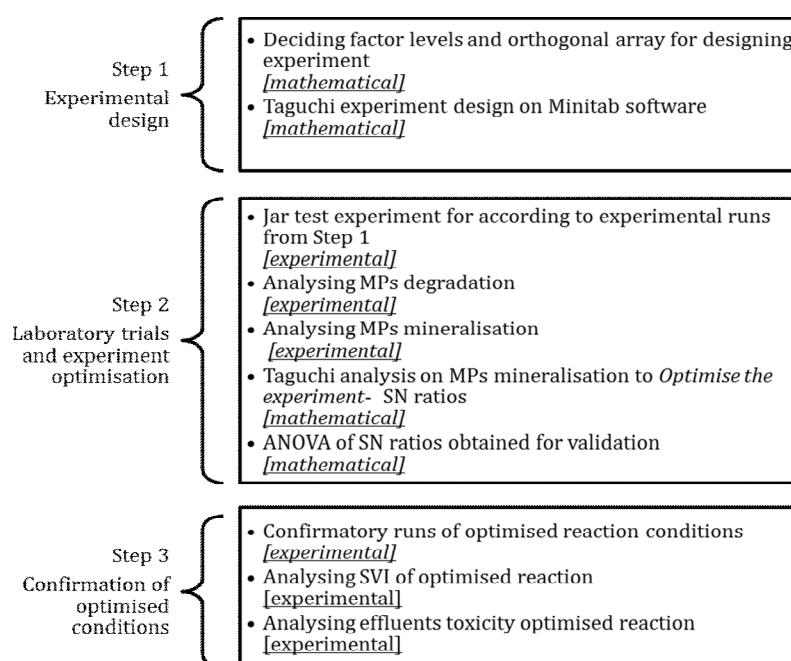 Step 1
Experimental
design
• Deciding factor levels and orthogonal array for designing
experiment
[mathematical]
• Taguchi experiment design on Minitab software
[mathematical]
Step 2
Laboratory trials
and experiment
optimisation
• Jar test experiment for according to experimental runs
from Step 1
[experimental]
• Analysing MPs degradation
[experimental]
• Analysing MPs mineralisation
[experimental]
• Taguchi analysis on MPs mineralisation to Optimise the
experiment- SN ratios
[mathematical]
• ANOVA of SN ratios obtained for validation
[mathematical]
Step 3
Confirmation of
optimised
conditions
• Confirmatory runs of optimised reaction conditions
[experimental]
• Analysing SVI of optimised reaction
[experimental]
• Analysing effluents toxicity optimised reaction
[experimental]